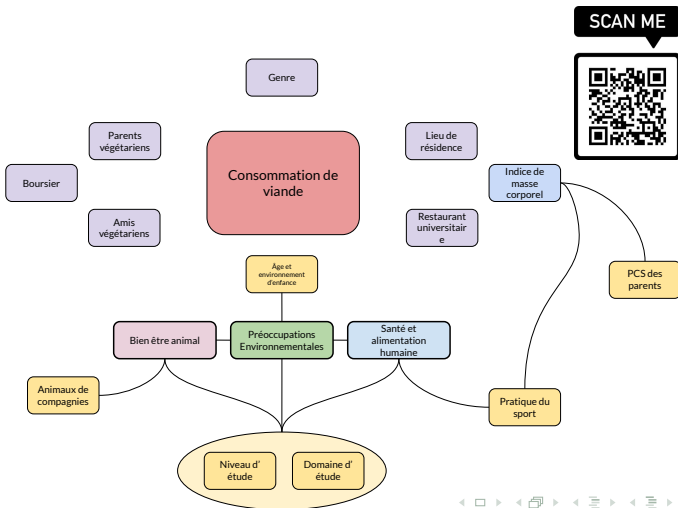 SCAN ME
Genre
Parents
végétariens
Lieu de
résidence
Consommation de
viande
Boursier
Indice de
masse
corporel
Amis
végétariens
Restaurant
universitair
e
Âge et
environnement
d'enfance
PCS des
parents
Bien être animal
Préoccupations
Environnementales
Santé et
alimentation
humaine
Animaux de
compagnies
Pratique du
sport
Niveau d'
étude
Domaine d'
étude